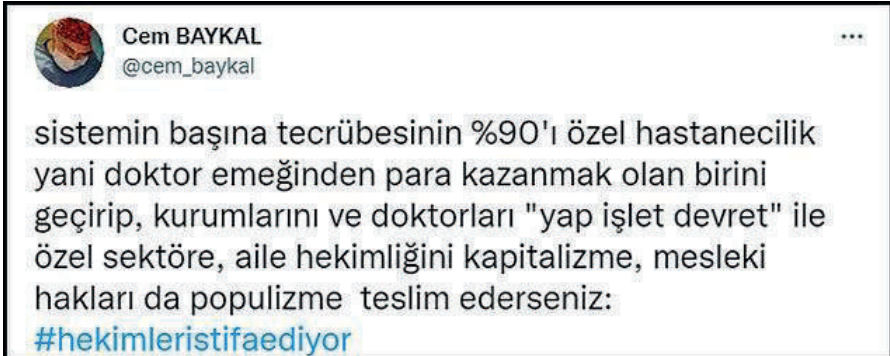 Cem BAYKAL
...
@cem_baykal
sistemin başına tecrübesinin %90'ı özel hastanecilik
yani doktor emeğinden para kazanmak olan birini
geçirip, kurumlarını ve doktorları "yap işlet devret" ile
özel sektöre, aile hekimliğini kapitalizme, mesleki
hakları da populizme  teslim ederseniz:
#hekimleristifaediyor